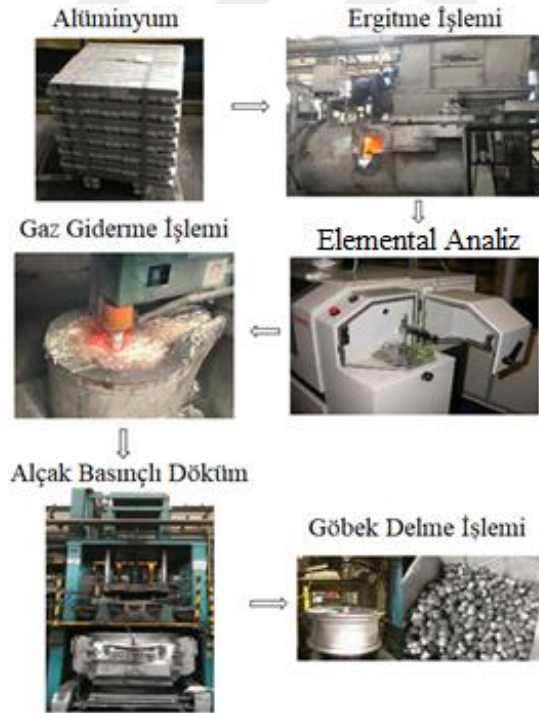 Alüminyum
Ergitme İşlemi
Elemental Analiz
Gaz Giderme İşlemi
Alçak Basınçlı Döküm
Göbek Delme İşlemi